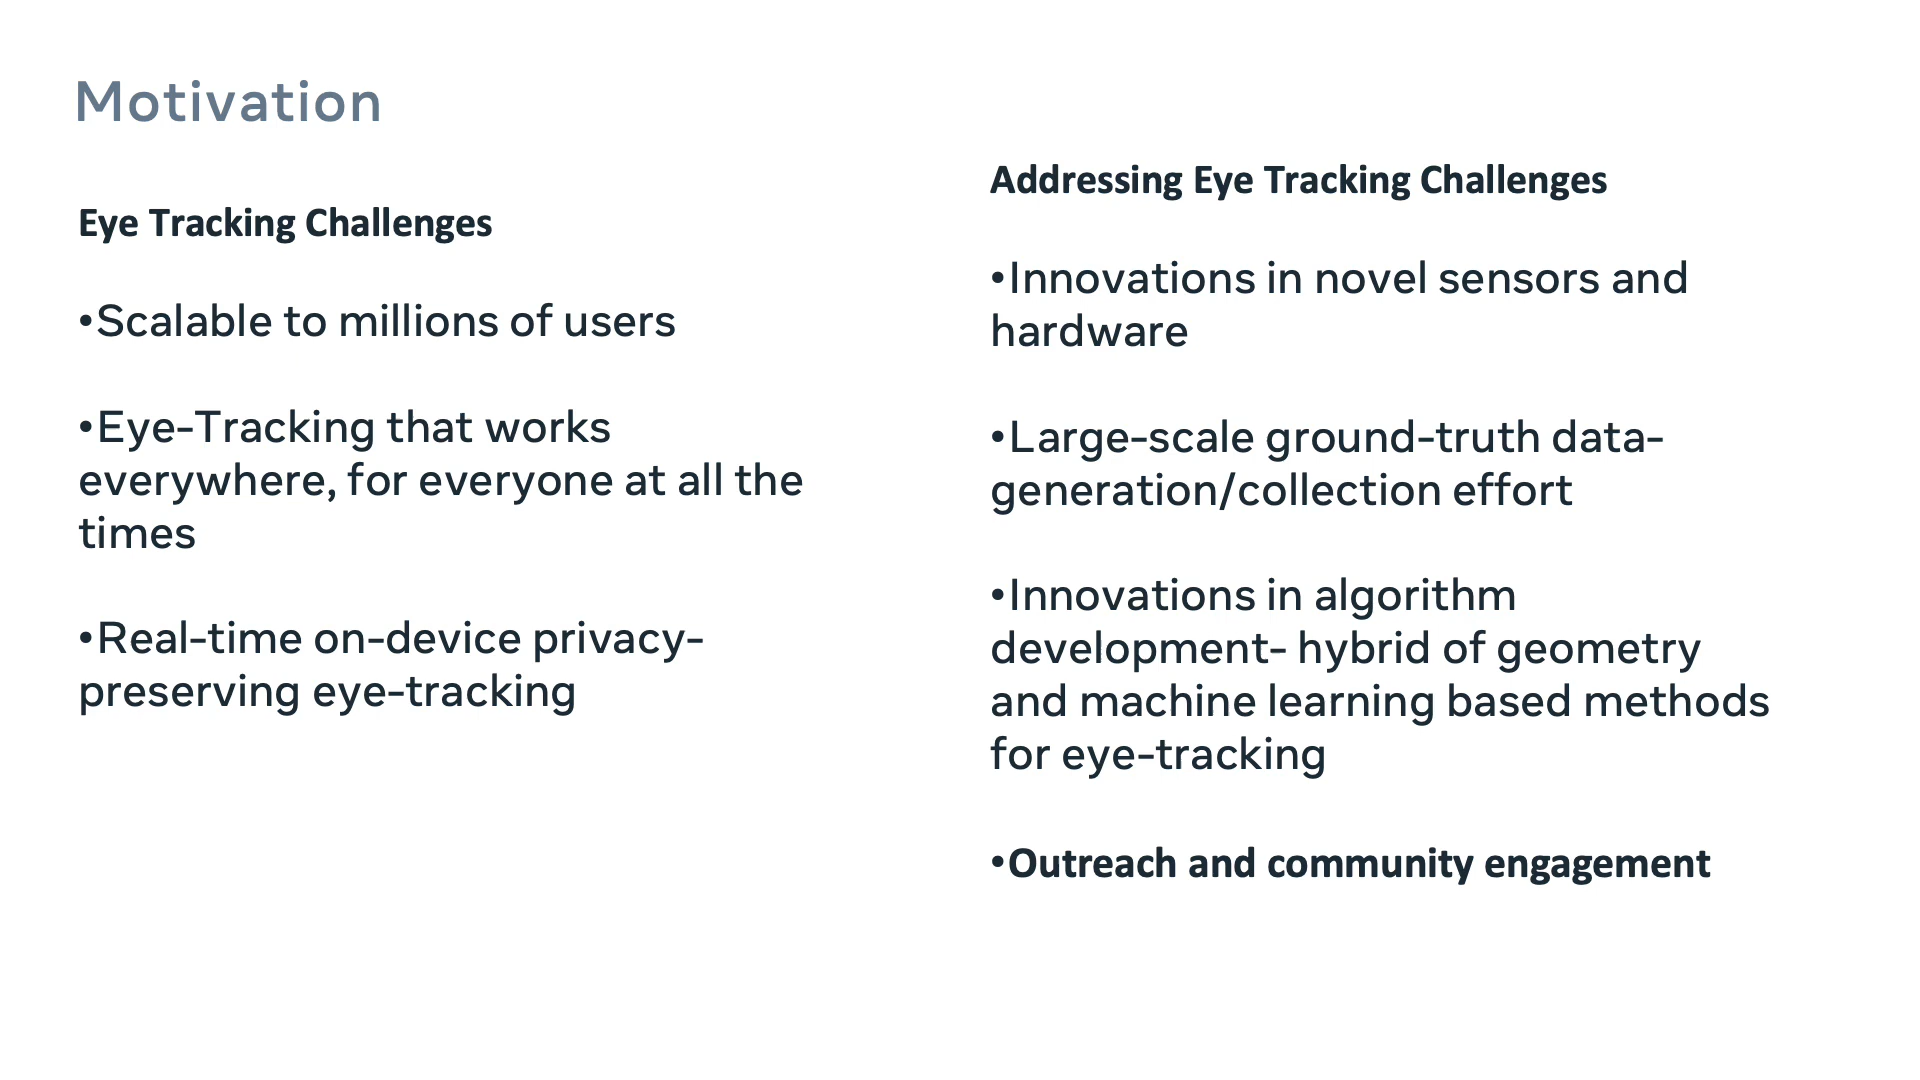 Motivation
Eye Tracking Challenges
•Scalable to millions of users
•Eye-Tracking that works
everywhere, for everyone at all the
times
•Real-time on-device privacy-
preserving eye-tracking
Addressing Eye Tracking Challenges
•Innovations in novel sensors and
hardware
•Large-scale ground-truth data-
generation/collection effort
•Innovations in algorithm
development- hybrid of geometry
and machine learning based methods
for eye-tracking
•Outreach and community engagement